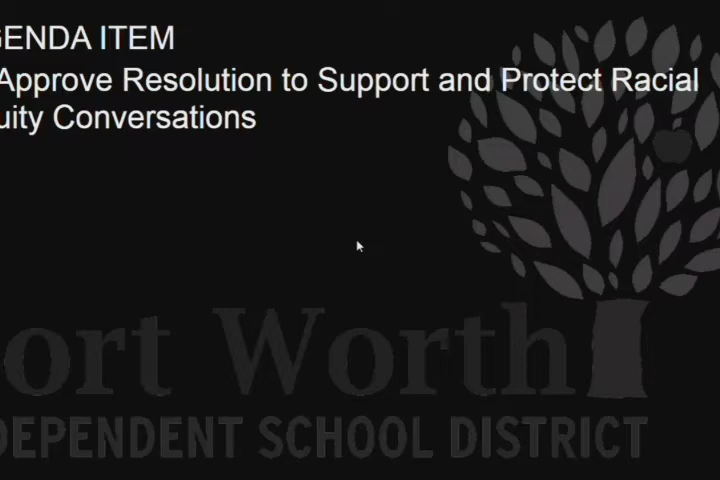 GENDA ITEM
Approve Resolution to Support and Protect Racial
uity Conversations
ort Worth
DEPENDENT SCHOOL DISTRICT